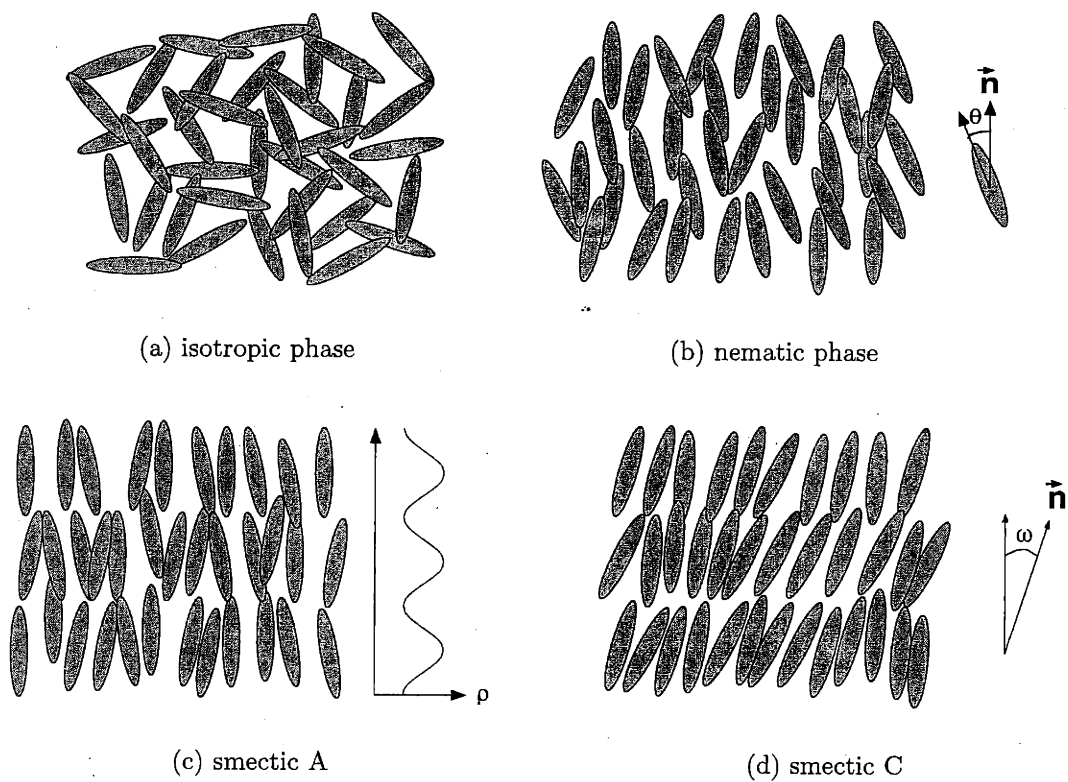 n
θ
(a) isotropic phase
(b) nematic phase
n
ω
ρ
(c) smectic A
(d) smectic C